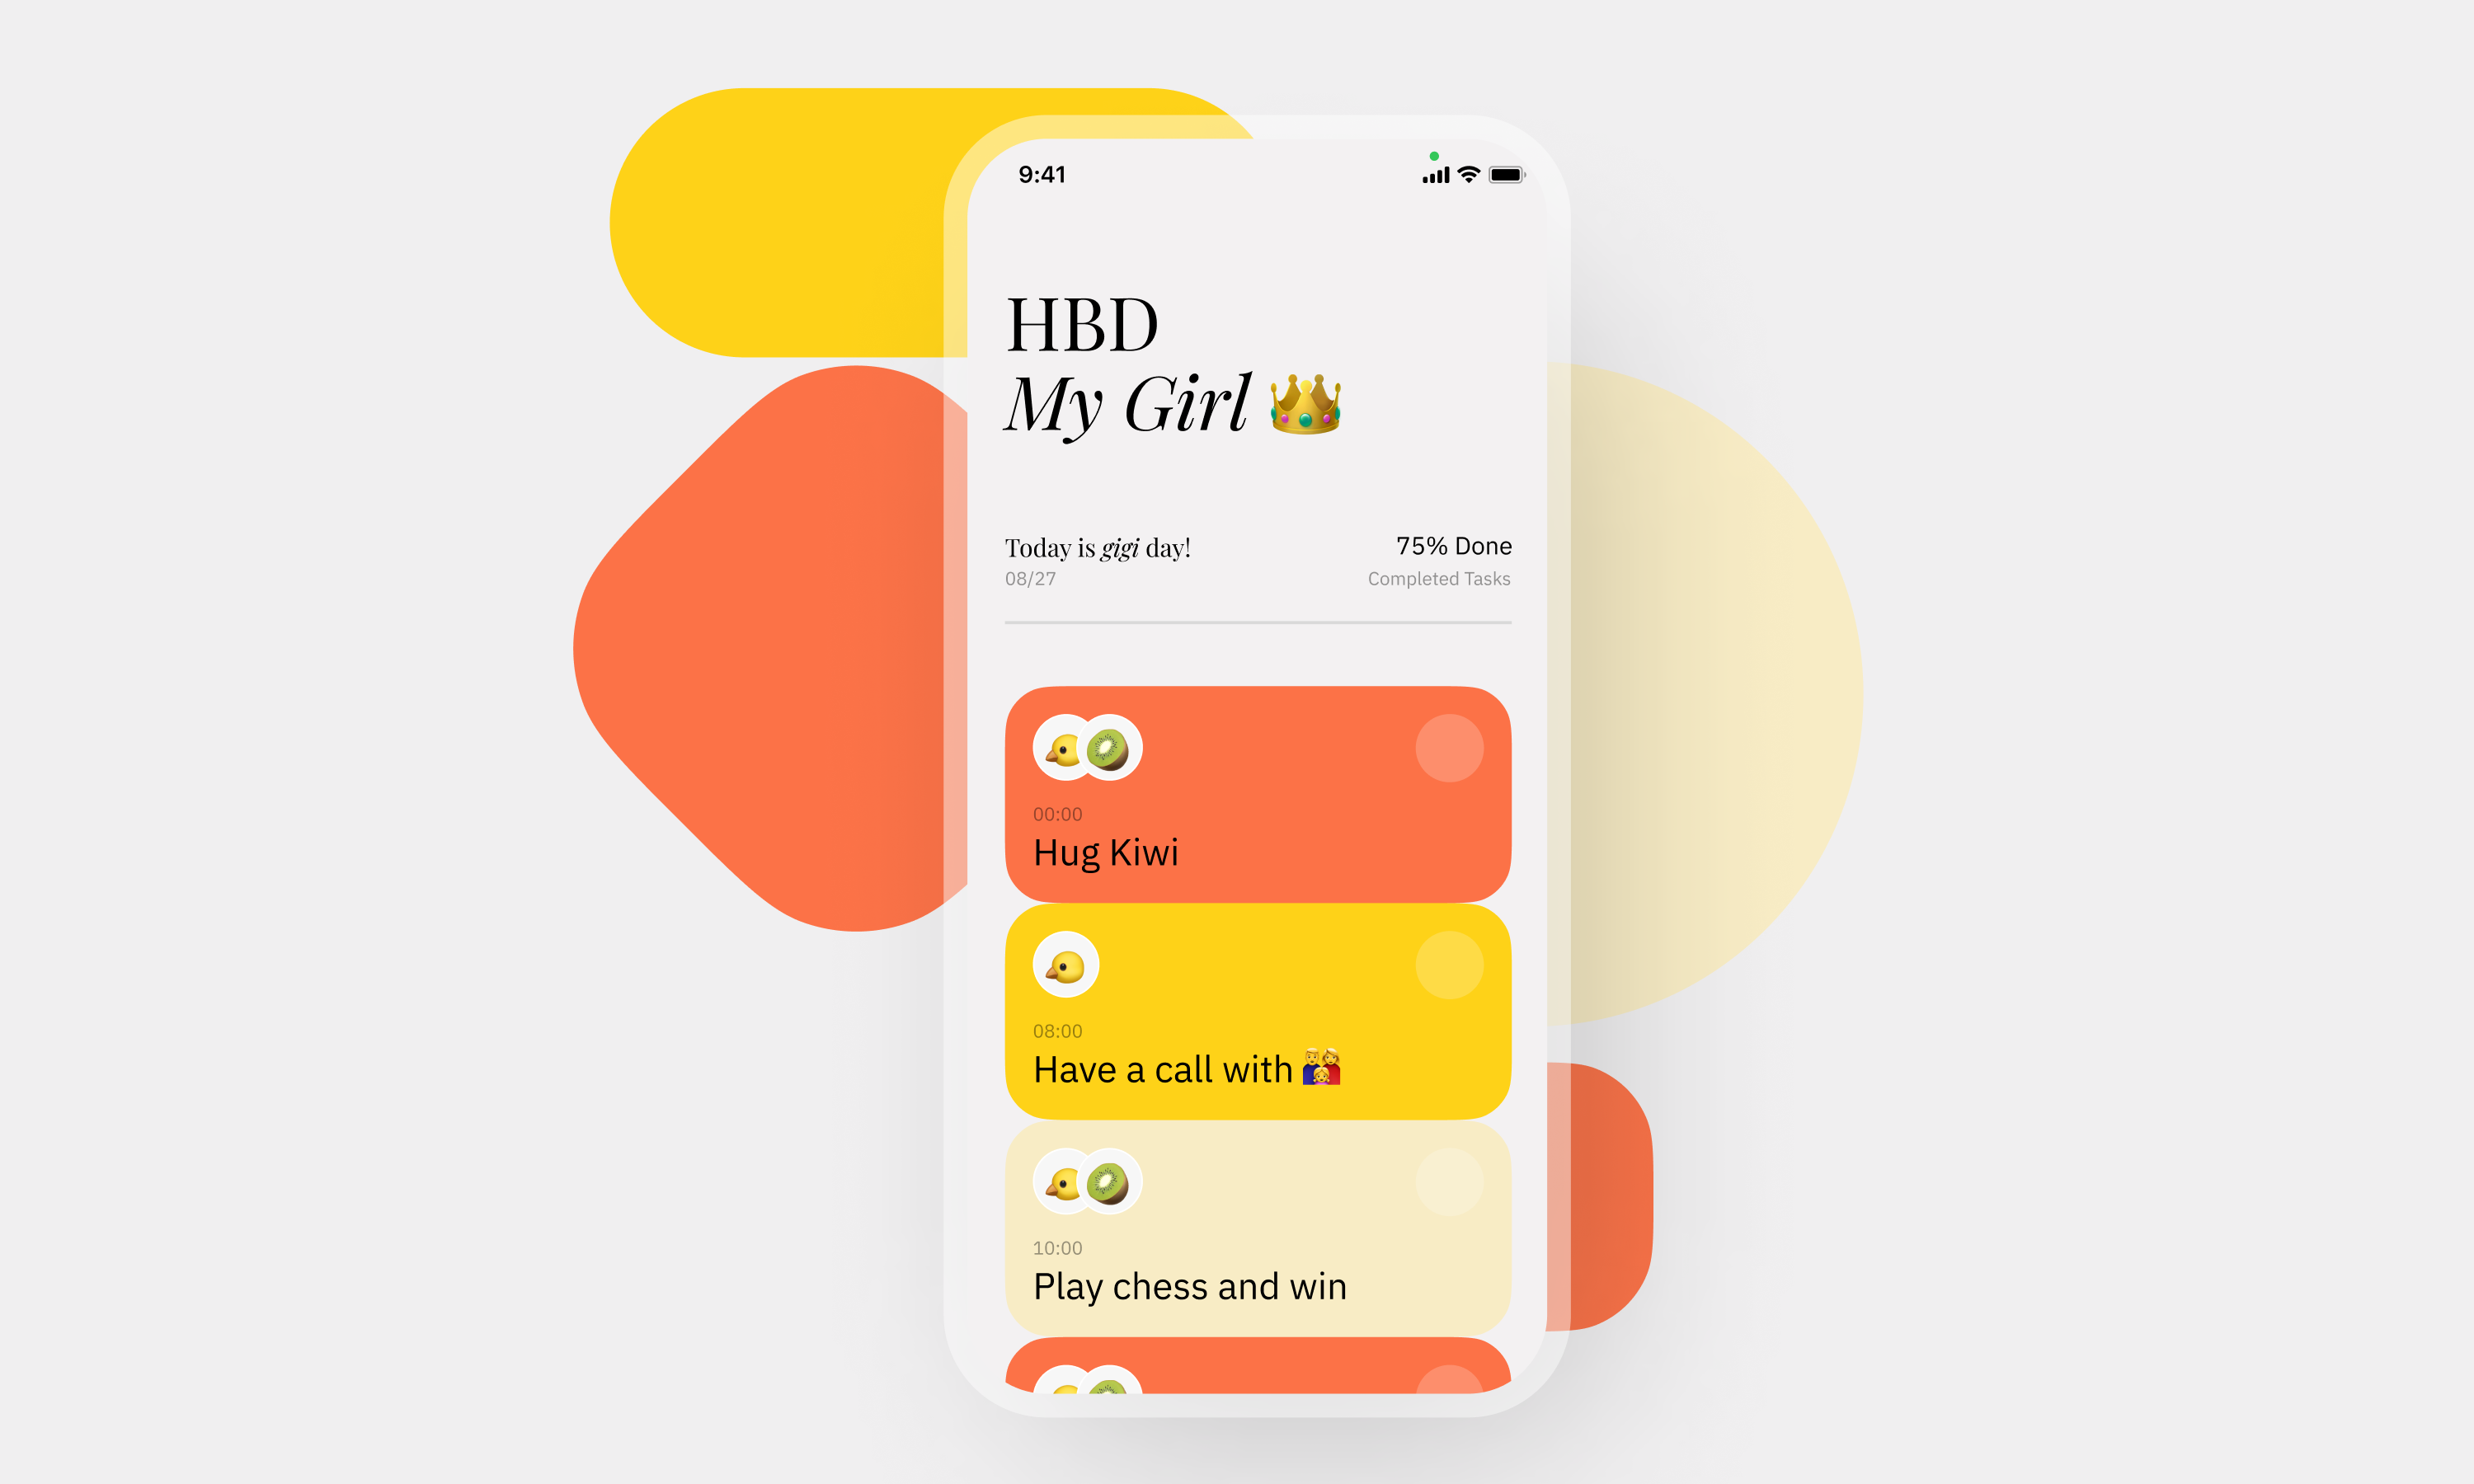 9:41
HBD
My Girl 👑
Today is gigi day!
75% Done
08/27
Completed Tasks
00:00
Hug Kiwi
08:00
Have a call with 👨‍👩‍👧
10:00
Play chess and win